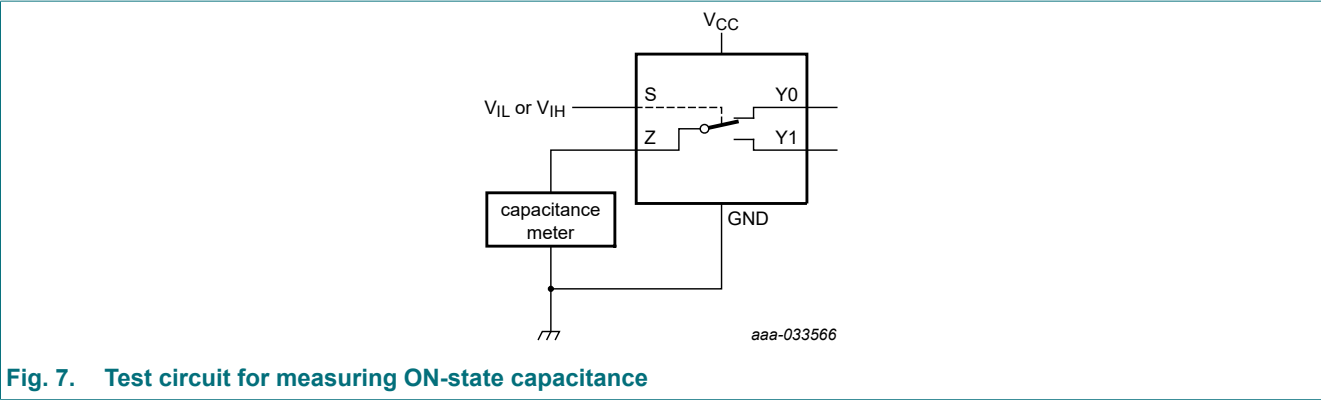 VCC
VIL or VIH
S
Y0
Z
Y1
capacitance
meter
GND
aaa-033566
Fig. 7. Test circuit for measuring ON-state capacitance